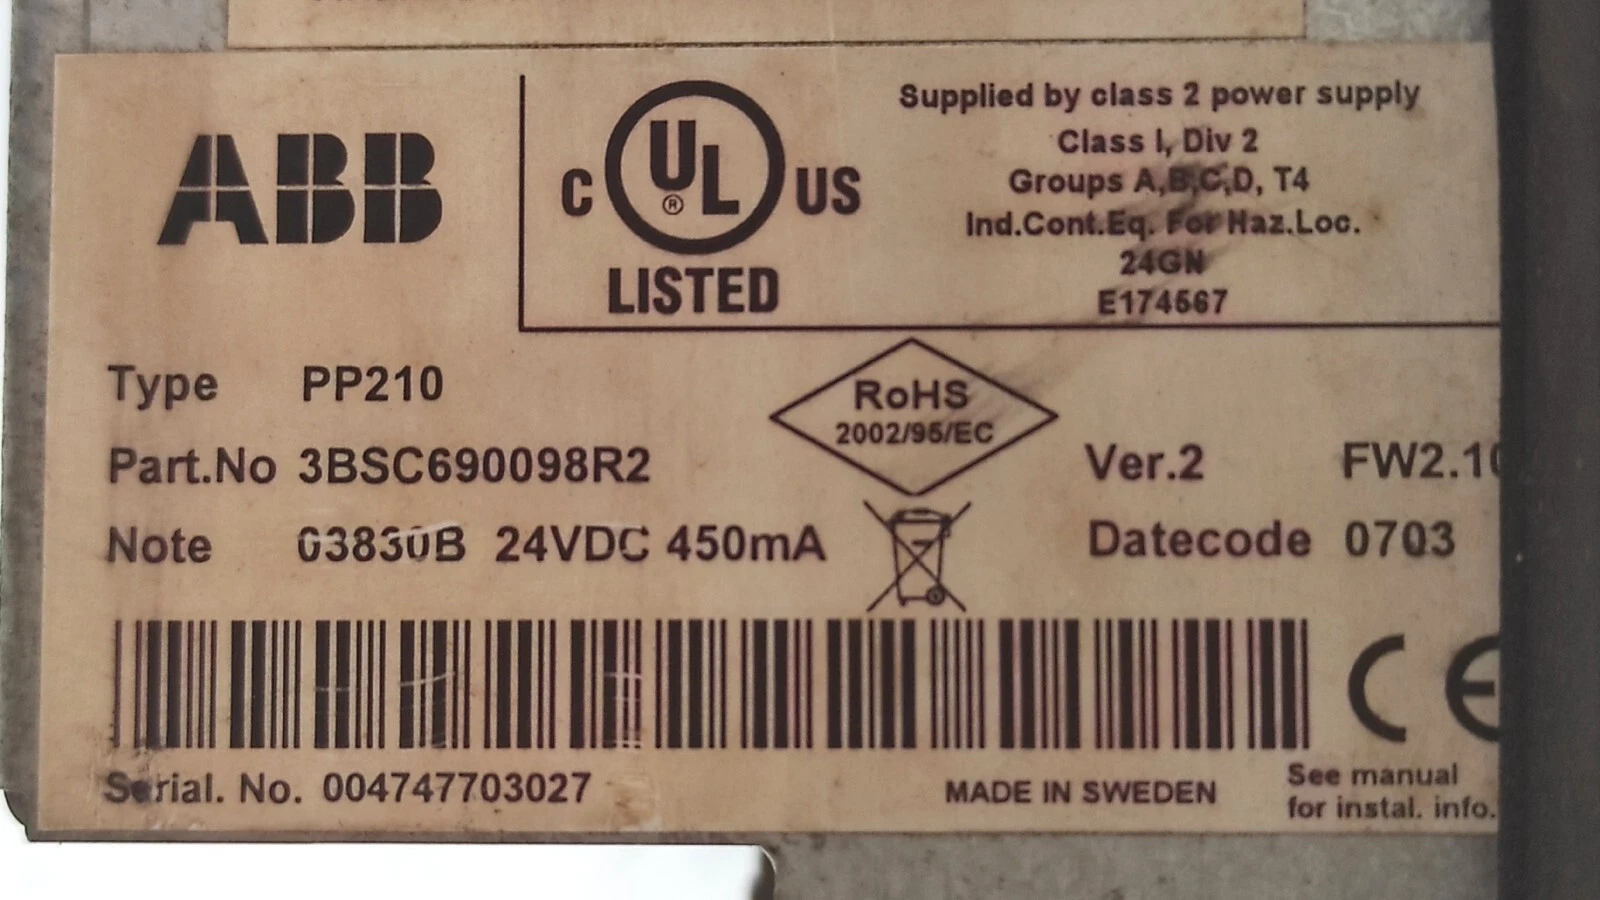 ABB
C UL® US
LISTED
Supplied by class 2 power supply
Class I, Div 2
Groups A,B,C,D, T4
Ind.Cont.Eq. For Haz.Loc.
24GN
E174567
Type PP210
RoHS
2002/95/EC
Part.No 3BSC690098R2
Ver.2 FW2.10
Note 03830B 24VDC 450mA
Datecode 0703
CE
Serial. No. 004747703027
MADE IN SWEDEN
See manual
for instal. info.